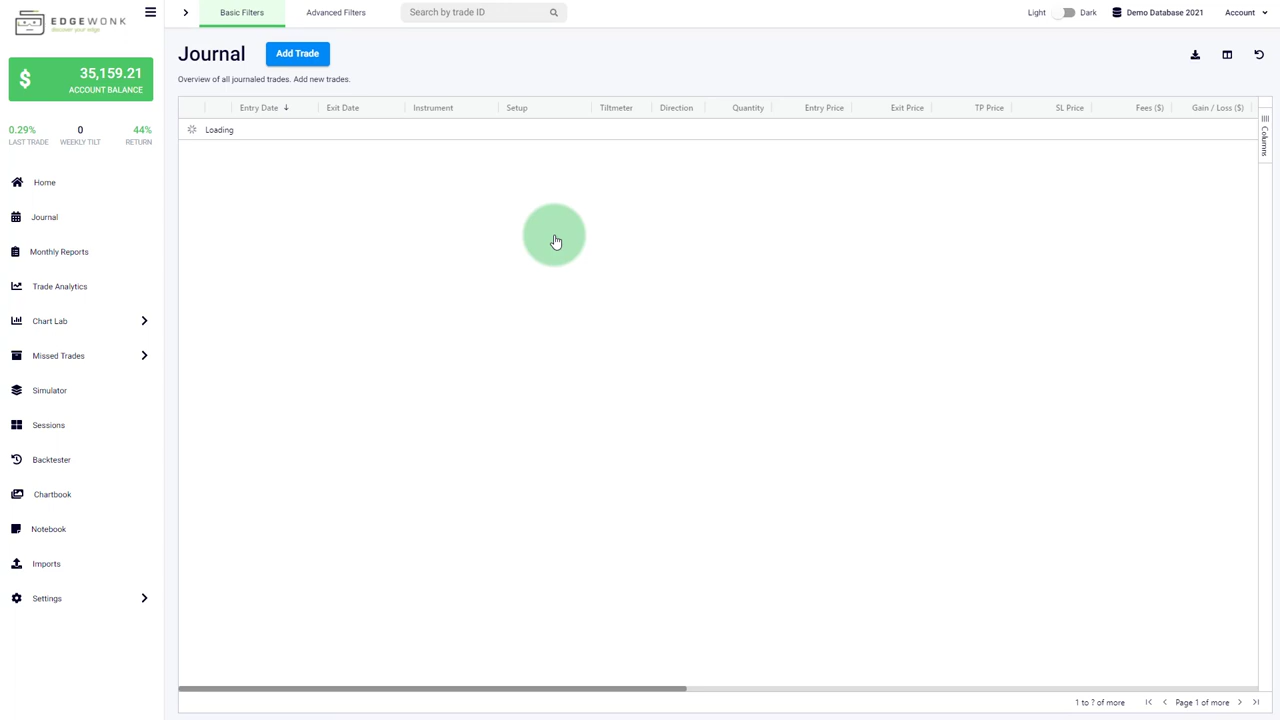 EDGEWONK
discover your edge
$ 35,159.21
ACCOUNT BALANCE
0.29% 0 44%
LAST TRADE WEEKLY TILT RETURN
Home
Journal
Monthly Reports
Trade Analytics
Chart Lab
Missed Trades
Simulator
Sessions
Backtester
Chartbook
Notebook
Imports
Settings
Basic Filters Advanced Filters Search by trade ID Light Dark Demo Database 2021 Account
Journal Add Trade
Overview of all journaled trades. Add new trades.
Entry Date Exit Date Instrument Setup Tiltmeter Direction Quantity Entry Price Exit Price TP Price SL Price Fees ($) Gain / Loss ($)
Loading
Columns
1 to ? of more Page 1 of more